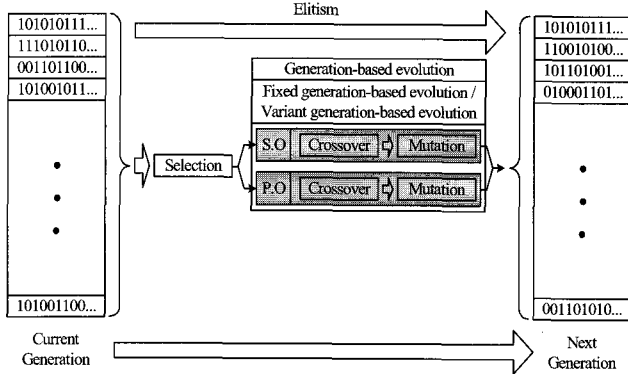 Elitism
101010111...
111010110...
001101100...
101001011...
101001100...
Current
Generation
Selection
Generation-based evolution
Fixed generation-based evolution /
Variant generation-based evolution
S.O Crossover Mutation
P.O Crossover Mutation
101010111...
110010100...
101101001...
010001101...
001101010...
Next
Generation